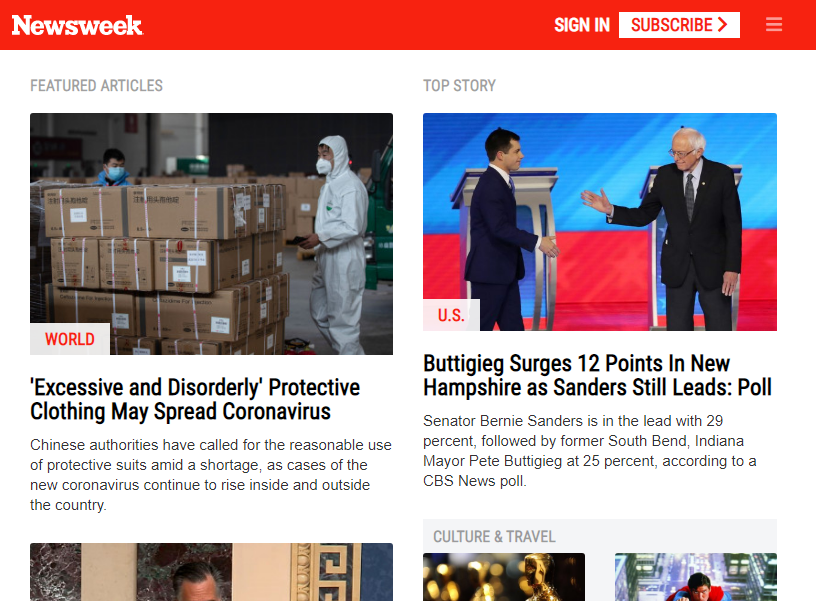 Newsweek
SIGN IN
SUBSCRIBE
FEATURED ARTICLES
WORLD
'Excessive and Disorderly' Protective
Clothing May Spread Coronavirus
Chinese authorities have called for the reasonable use
of protective suits amid a shortage, as cases of the
new coronavirus continue to rise inside and outside
the country.
TOP STORY
U.S.
Buttigieg Surges 12 Points In New
Hampshire as Sanders Still Leads: Poll
Senator Bernie Sanders is in the lead with 29
percent, followed by former South Bend, Indiana
Mayor Pete Buttigieg at 25 percent, according to a
CBS News poll.
CULTURE & TRAVEL